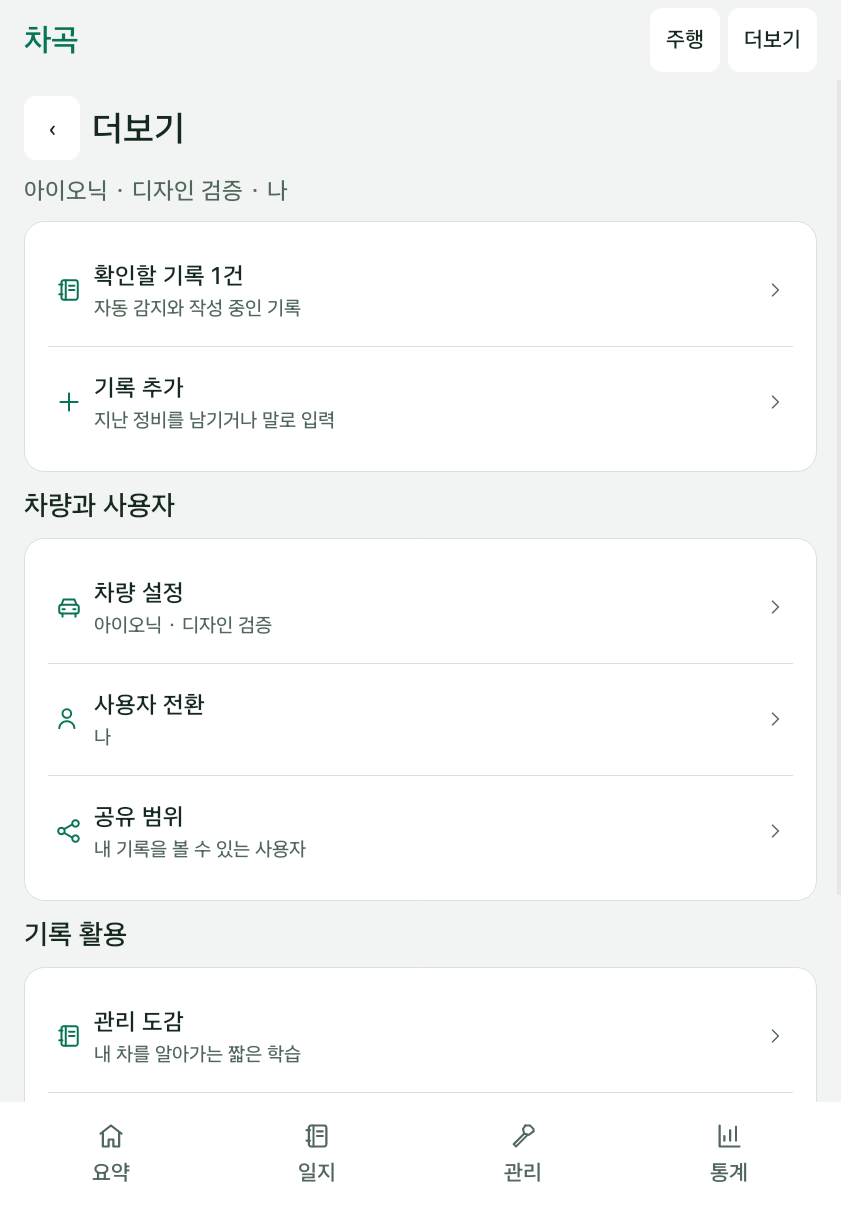 차곡
주행
더보기
‹ 더보기
아이오닉 · 디자인 검증 · 나
확인할 기록 1건
자동 감지와 작성 중인 기록
기록 추가
지난 정비를 남기거나 말로 입력
차량과 사용자
차량 설정
아이오닉 · 디자인 검증
사용자 전환
나
공유 범위
내 기록을 볼 수 있는 사용자
기록 활용
관리 도감
내 차를 알아가는 짧은 학습
요약
일지
관리
통계